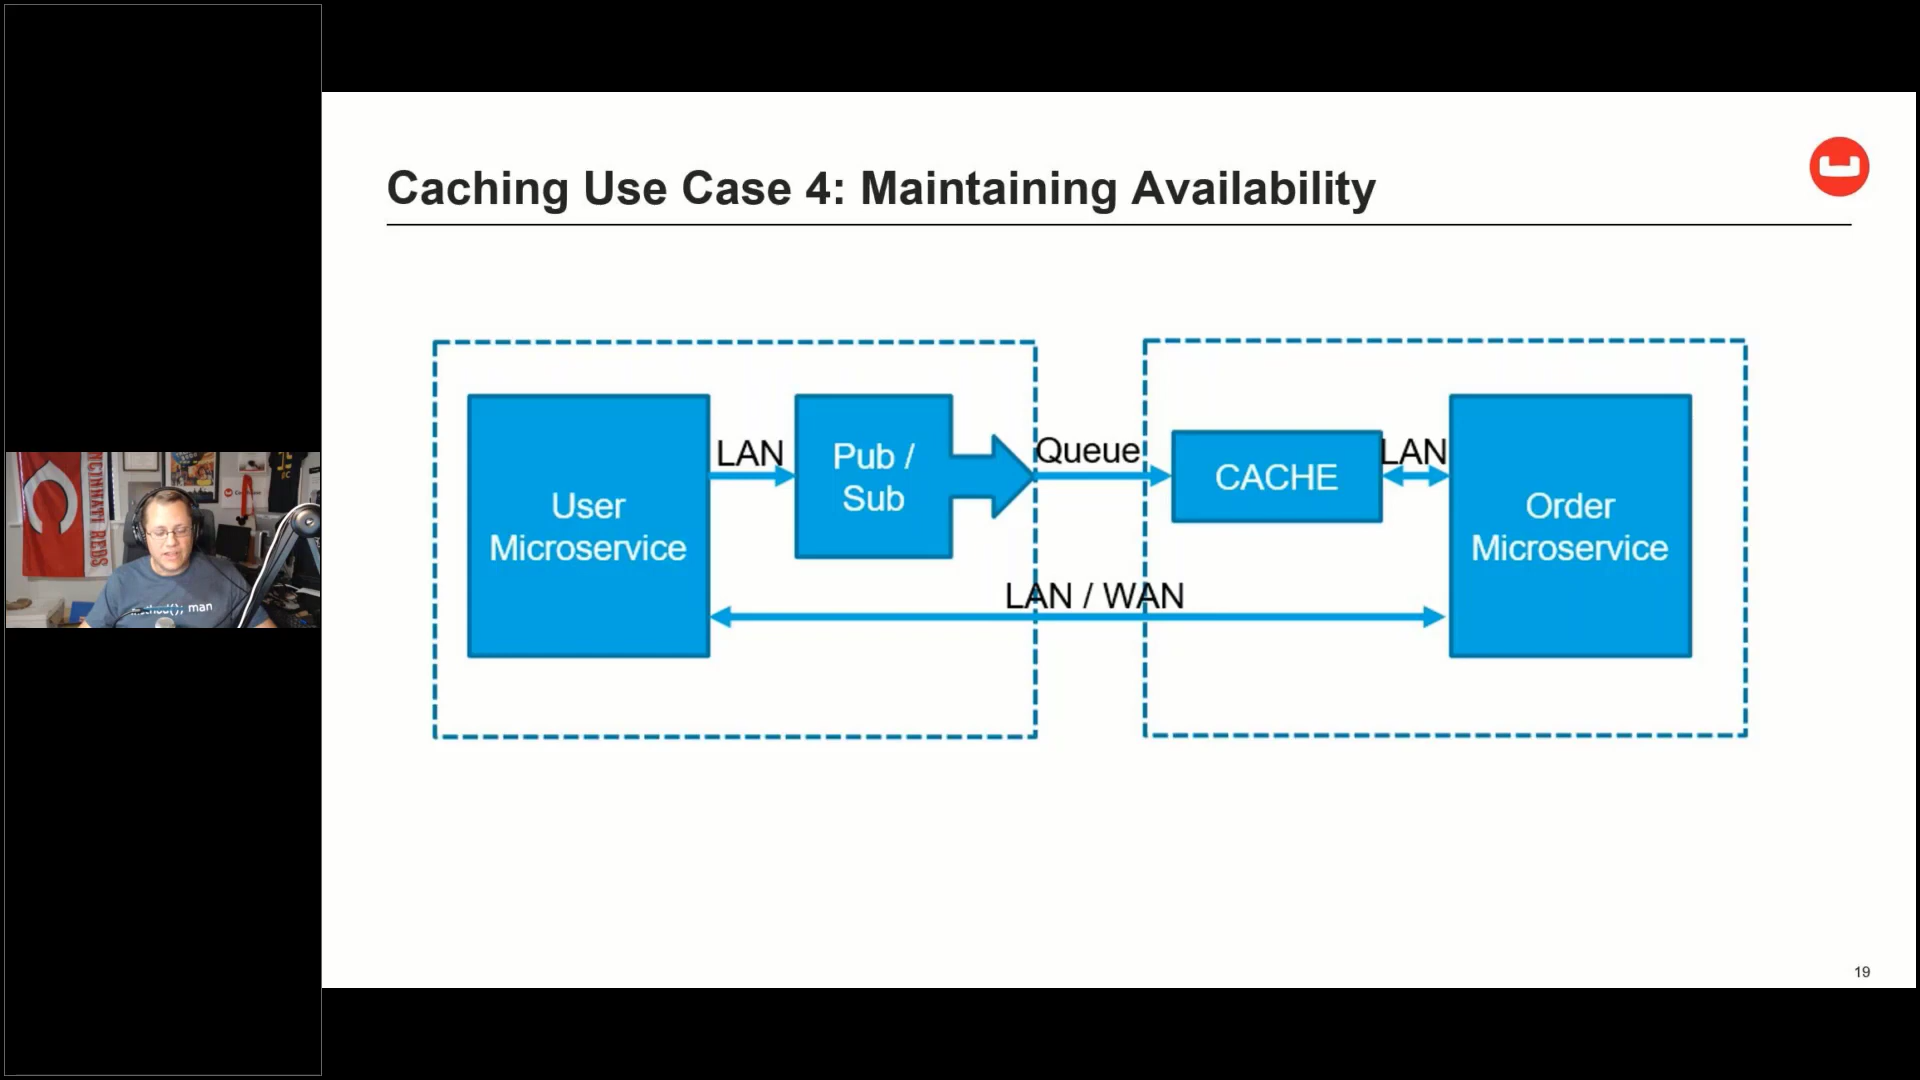 Caching Use Case 4: Maintaining Availability
User
Microservice
LAN
Pub /
Sub
Queue
CACHE
LAN
Order
Microservice
LAN / WAN
19
CINCINNATI REDS
man